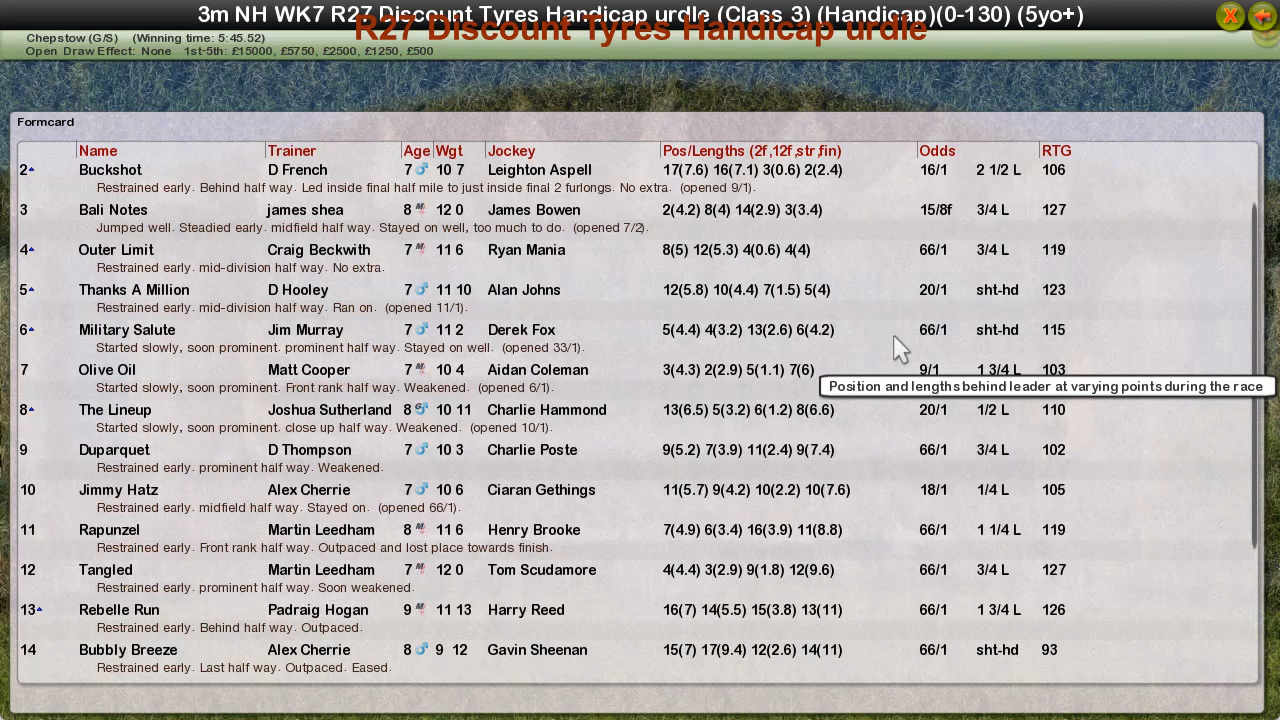 3m NH WK7 R27 Discount Tyres Handicap urdle (Class 3) (Handicap)(0-130) (5yo+)
R27 Discount Tyres Handicap urdle
Chepstow (G/S) (Winning time: 5:45.52)
Open Draw Effect: None 1st-5th: £15000, £5750, £2500, £1250, £500
Formcard
Name Trainer Age Wgt Jockey Pos/Lengths (2f,12f,str,fin) Odds RTG
2 Buckshot D French 7 10 7 Leighton Aspell 17(7.6) 16(7.1) 3(0.6) 2(2.4) 16/1 2 1/2 L 106
Restrained early. Behind half way. Led inside final half mile to just inside final 2 furlongs. No extra. (opened 9/1).
3 Bali Notes james shea 8 12 0 James Bowen 2(4.2) 8(4) 14(2.9) 3(3.4) 15/8f 3/4 L 127
Jumped well. Steadied early. midfield half way. Stayed on well, too much to do. (opened 7/2).
4 Outer Limit Craig Beckwith 7 11 6 Ryan Mania 8(5) 12(5.3) 4(0.6) 4(4) 66/1 3/4 L 119
Restrained early. mid-division half way. No extra.
5 Thanks A Million D Hooley 7 11 10 Alan Johns 12(5.8) 10(4.4) 7(1.5) 5(4) 20/1 sht-hd 123
Restrained early. mid-division half way. Ran on. (opened 11/1).
6 Military Salute Jim Murray 7 11 2 Derek Fox 5(4.4) 4(3.2) 13(2.6) 6(4.2) 66/1 sht-hd 115
Started slowly, soon prominent. prominent half way. Stayed on well. (opened 33/1).
7 Olive Oil Matt Cooper 7 10 4 Aidan Coleman 3(4.3) 2(2.9) 5(1.1) 7(6) 9/1 1 3/4 L 103
Started slowly, soon prominent. Front rank half way. Weakened. (opened 6/1).
Position and lengths behind leader at varying points during the race
8 The Lineup Joshua Sutherland 8 10 11 Charlie Hammond 13(6.5) 5(3.2) 6(1.2) 8(6.6) 20/1 1/2 L 110
Started slowly, soon prominent. close up half way. Weakened. (opened 10/1).
9 Duparquet D Thompson 7 10 3 Charlie Poste 9(5.2) 7(3.9) 11(2.4) 9(7.4) 66/1 3/4 L 102
Restrained early. prominent half way. Weakened.
10 Jimmy Hatz Alex Cherrie 7 10 6 Ciaran Gethings 11(5.7) 9(4.2) 10(2.2) 10(7.6) 18/1 1/4 L 105
Restrained early. midfield half way. Stayed on. (opened 66/1).
11 Rapunzel Martin Leedham 8 11 6 Henry Brooke 7(4.9) 6(3.4) 16(3.9) 11(8.8) 66/1 1 1/4 L 119
Restrained early. Front rank half way. Outpaced and lost place towards finish.
12 Tangled Martin Leedham 7 12 0 Tom Scudamore 4(4.4) 3(2.9) 9(1.8) 12(9.6) 66/1 3/4 L 127
Restrained early. prominent half way. Soon weakened.
13 Rebelle Run Padraig Hogan 9 11 13 Harry Reed 16(7) 14(5.5) 15(3.8) 13(11) 66/1 1 3/4 L 126
Restrained early. Behind half way. Outpaced.
14 Bubbly Breeze Alex Cherrie 8 9 12 Gavin Sheenan 15(7) 17(9.4) 12(2.6) 14(11) 66/1 sht-hd 93
Restrained early. Last half way. Outpaced. Eased.